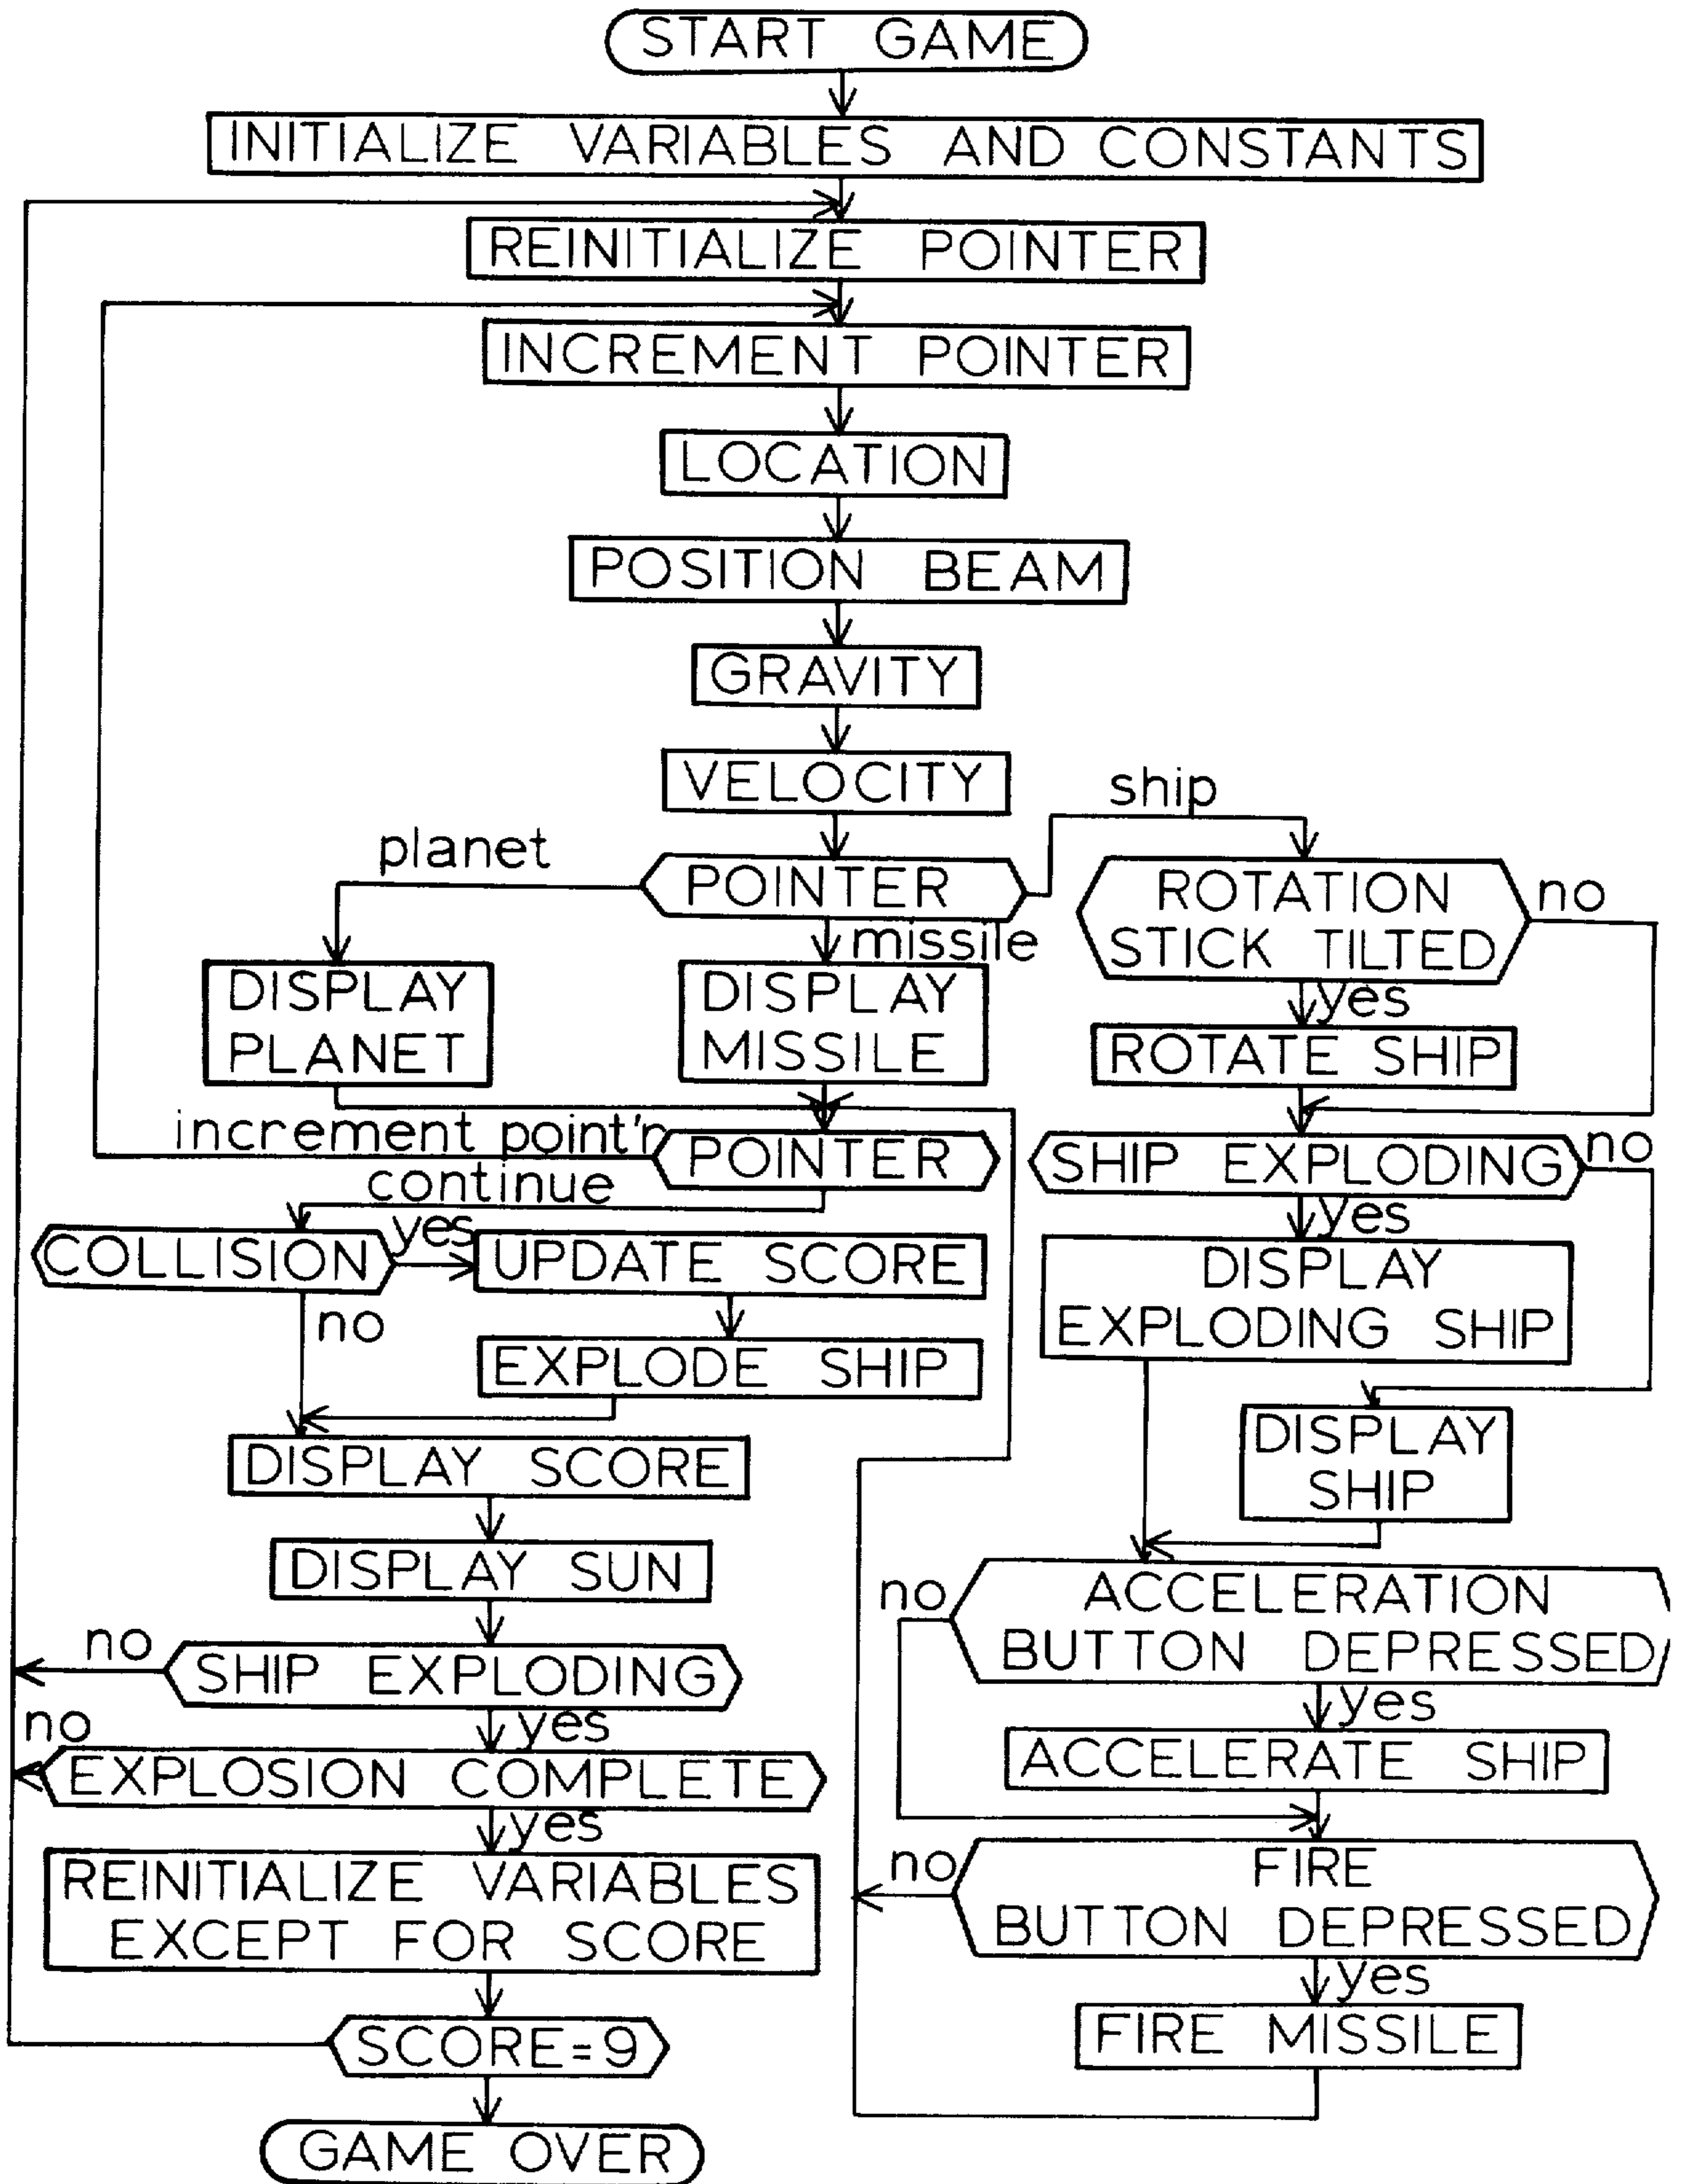 START GAME
INITIALIZE VARIABLES AND CONSTANTS
REINITIALIZE POINTER
INCREMENT POINTER
LOCATION
POSITION BEAM
GRAVITY
VELOCITY
ship
planet
POINTER
missile
ROTATION
STICK TILTED
no
yes
DISPLAY
PLANET
DISPLAY
MISSILE
ROTATE SHIP
increment point'r
POINTER
continue
SHIP EXPLODING
no
yes
COLLISION
yes
UPDATE SCORE
no
EXPLODE SHIP
DISPLAY
EXPLODING SHIP
DISPLAY
SHIP
DISPLAY SCORE
DISPLAY SUN
no
SHIP EXPLODING
yes
no
EXPLOSION COMPLETE
yes
REINITIALIZE VARIABLES
EXCEPT FOR SCORE
SCORE=9
GAME OVER
no
ACCELERATION
BUTTON DEPRESSED
yes
ACCELERATE SHIP
no
FIRE
BUTTON DEPRESSED
yes
FIRE MISSILE